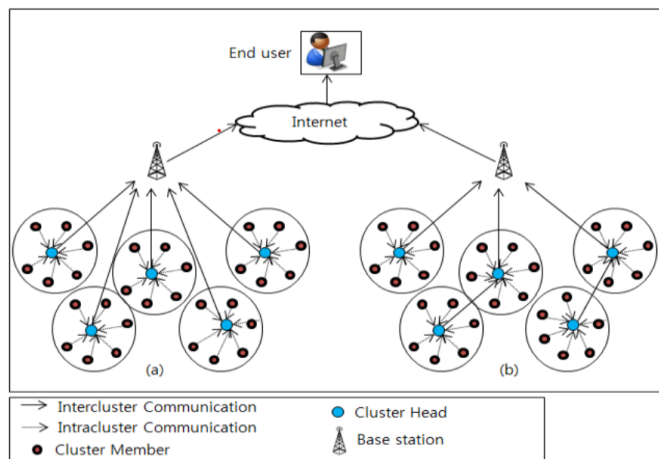 End user
Internet
(a)
(b)
Intercluster Communication
Intracluster Communication
Cluster Member
Cluster Head
Base station